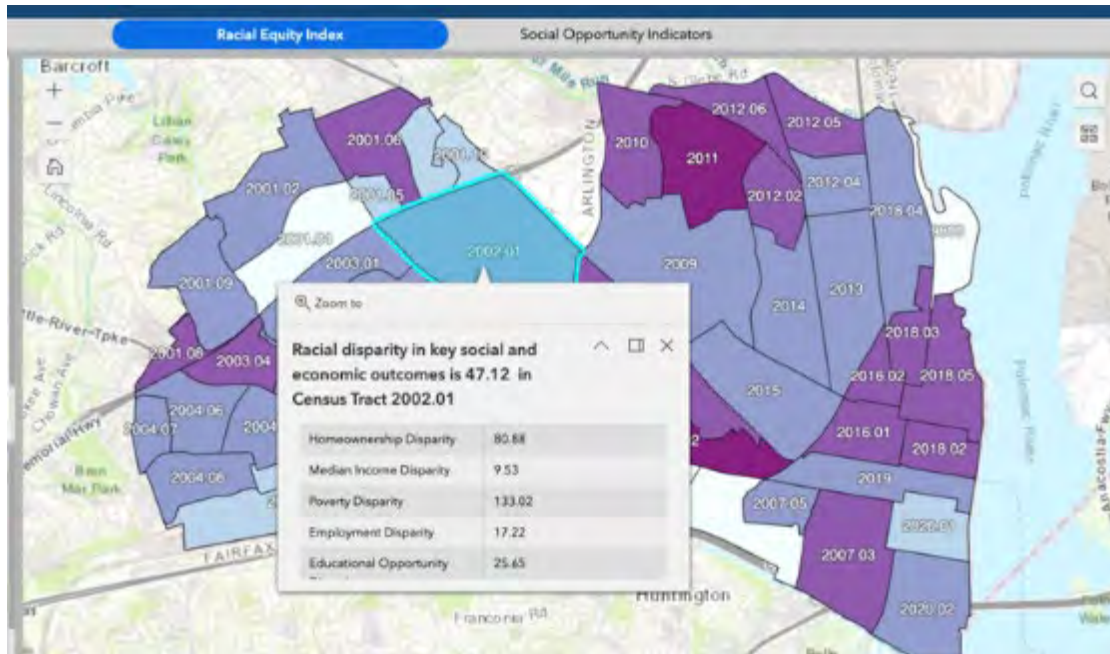 Racial Equity Index
Social Opportunity Indicators
Barcroft
Mile Run
S Glebe Rd
2012.06
2001.06
2012.05
2010
2011
ARLINGTON
2001.02
2001.05
2012.02
2012.04
2018.04
2002.01
2003.01
2009
2001.09
2014
2013
Zoom to
Racial disparity in key social and
economic outcomes is 47.12 in
Census Tract 2002.01
Homeownership Disparity
80.88
Median Income Disparity
9.53
Poverty Disparity
133.02
Employment Disparity
17.22
Educational Opportunity
25.65
2001.08
2003.04
2018.03
2016.02
2018.05
2015
2004.06
2004.07
2004
2016.01
2018.02
2004.08
2019
2007.05
2020.01
FAIRFAX
2007.03
Huntington
Franconia Rd
2020.02